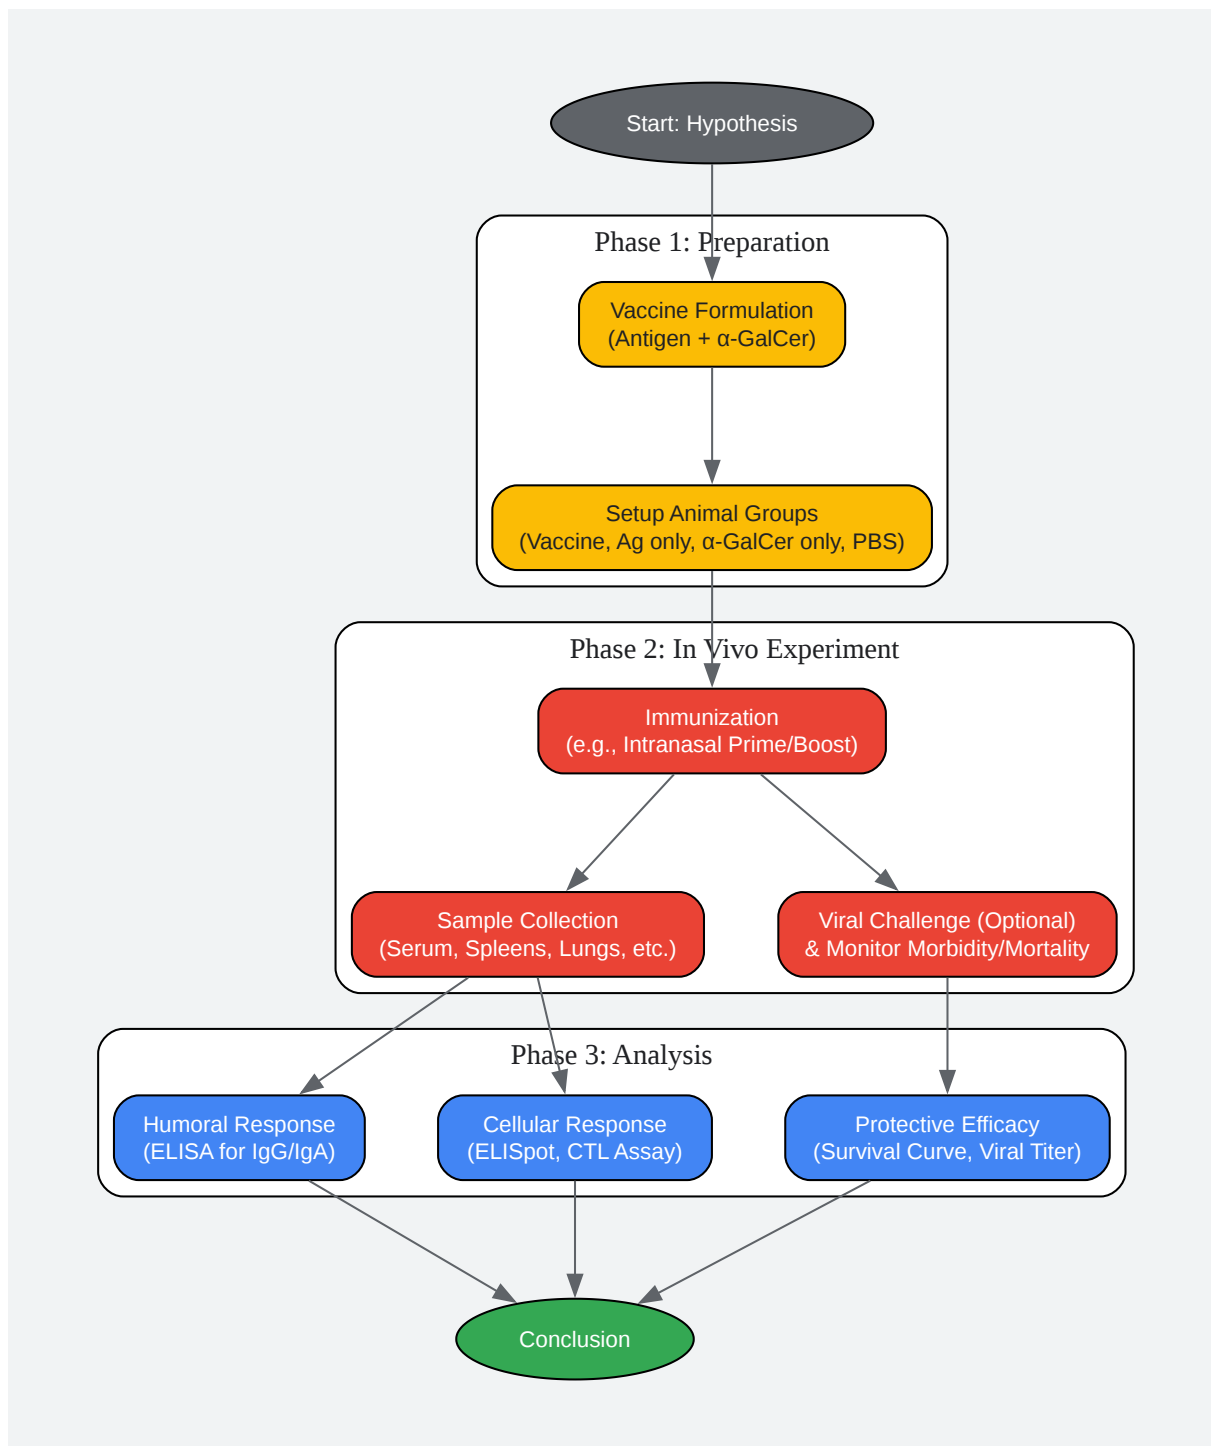 Start: Hypothesis
Phase 1: Preparation
Vaccine Formulation
(Antigen + α-GalCer)
Setup Animal Groups
(Vaccine, Ag only, α-GalCer only, PBS)
Phase 2: In Vivo Experiment
Immunization
(e.g., Intranasal Prime/Boost)
Sample Collection
(Serum, Spleens, Lungs, etc.)
Viral Challenge (Optional)
& Monitor Morbidity/Mortality
Phase 3: Analysis
Humoral Response
(ELISA for IgG/IgA)
Cellular Response
(ELISpot, CTL Assay)
Protective Efficacy
(Survival Curve, Viral Titer)
Conclusion